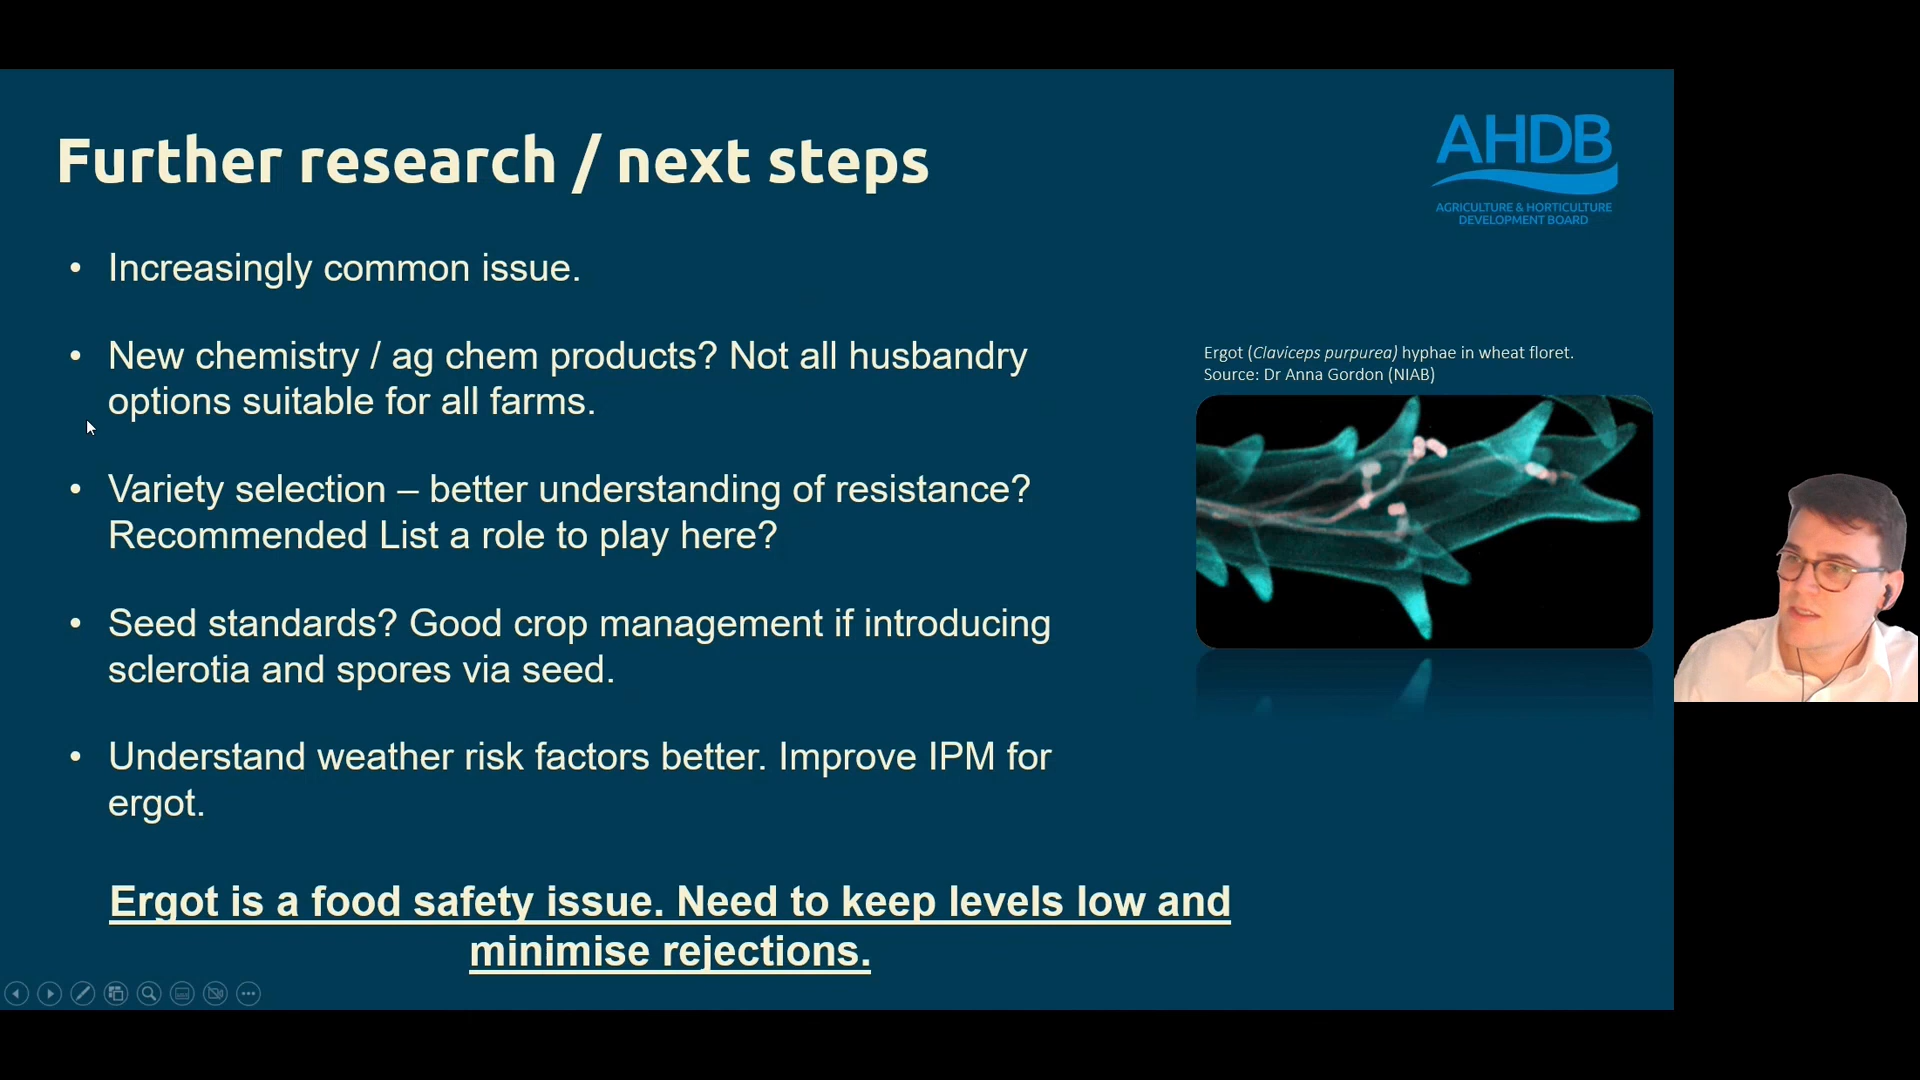 Further research / next steps
AHDB
AGRICULTURE & HORTICULTURE
DEVELOPMENT BOARD
• Increasingly common issue.
• New chemistry / ag chem products? Not all husbandry
options suitable for all farms.
• Variety selection – better understanding of resistance?
Recommended List a role to play here?
• Seed standards? Good crop management if introducing
sclerotia and spores via seed.
• Understand weather risk factors better. Improve IPM for
ergot.
Ergot (Claviceps purpurea) hyphae in wheat floret.
Source: Dr Anna Gordon (NIAB)
Ergot is a food safety issue. Need to keep levels low and
minimise rejections.